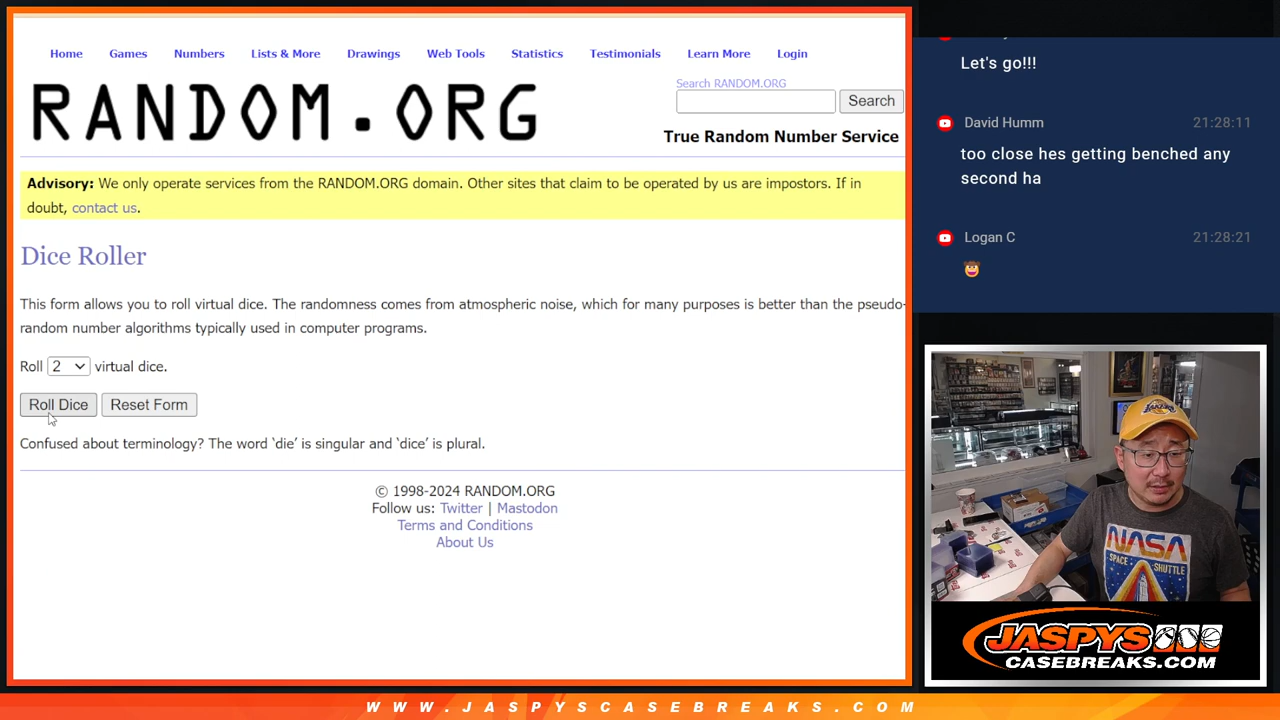 Home Games Numbers Lists & More Drawings Web Tools Statistics Testimonials Learn More Login
RANDOM.ORG
Search RANDOM.ORG
Search
True Random Number Service
Advisory: We only operate services from the RANDOM.ORG domain. Other sites that claim to be operated by us are impostors. If in
doubt, contact us.
Dice Roller
This form allows you to roll virtual dice. The randomness comes from atmospheric noise, which for many purposes is better than the pseudo-
random number algorithms typically used in computer programs.
Roll 2 virtual dice.
Roll Dice Reset Form
Confused about terminology? The word ‘die’ is singular and ‘dice’ is plural.
© 1998-2024 RANDOM.ORG
Follow us: Twitter | Mastodon
Terms and Conditions
About Us
Let's go!!!
David Humm 21:28:11
too close hes getting benched any
second ha
Logan C 21:28:21
NASA
SPACE SHUTTLE
JASPYS
CASEBREAKS.COM
WWW.JASPYSCASEBREAKS.COM